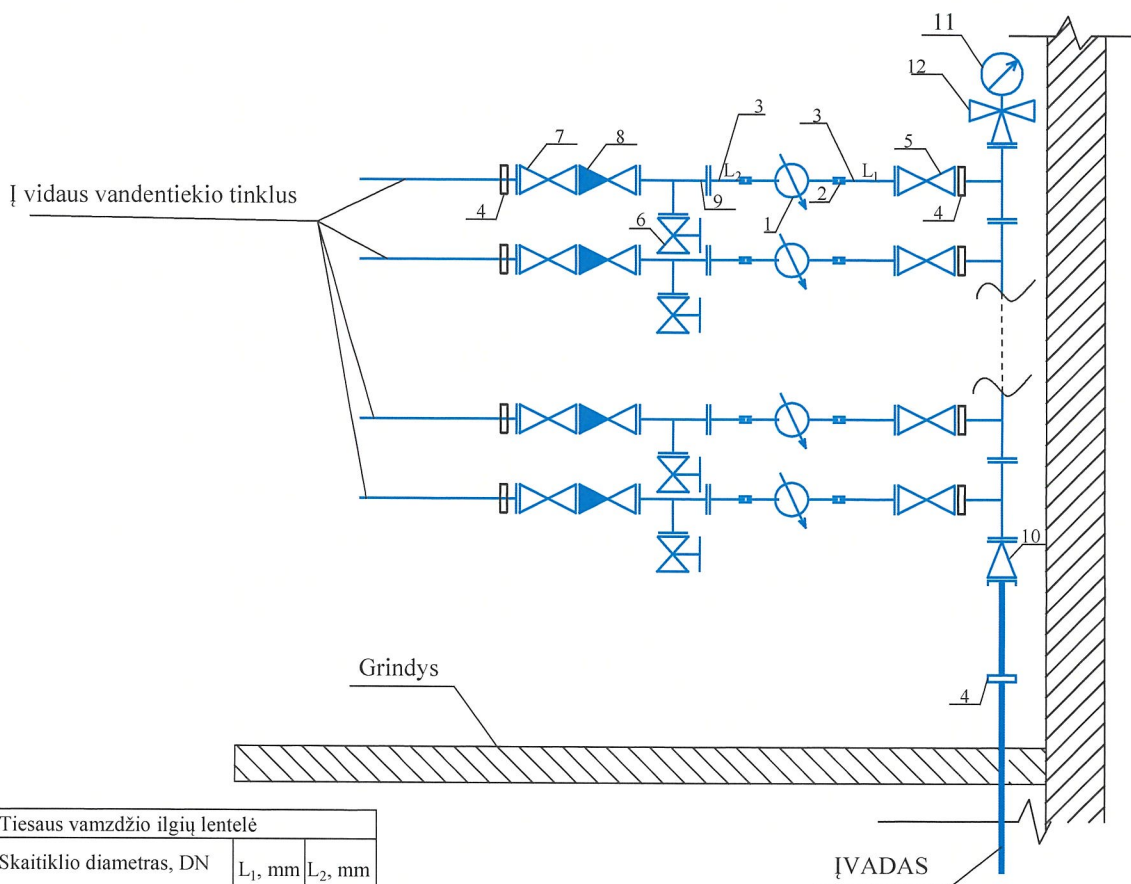 11
12
3
3
5
7
8
L₂
L₁
Į vidaus vandentiekio tinklus
4
9
1
2
4
6
10
Grindys
4
Tiesaus vamzdžio ilgių lentelė
Skaitiklio diametras, DN
L₁, mm
L₂, mm
ĮVADAS